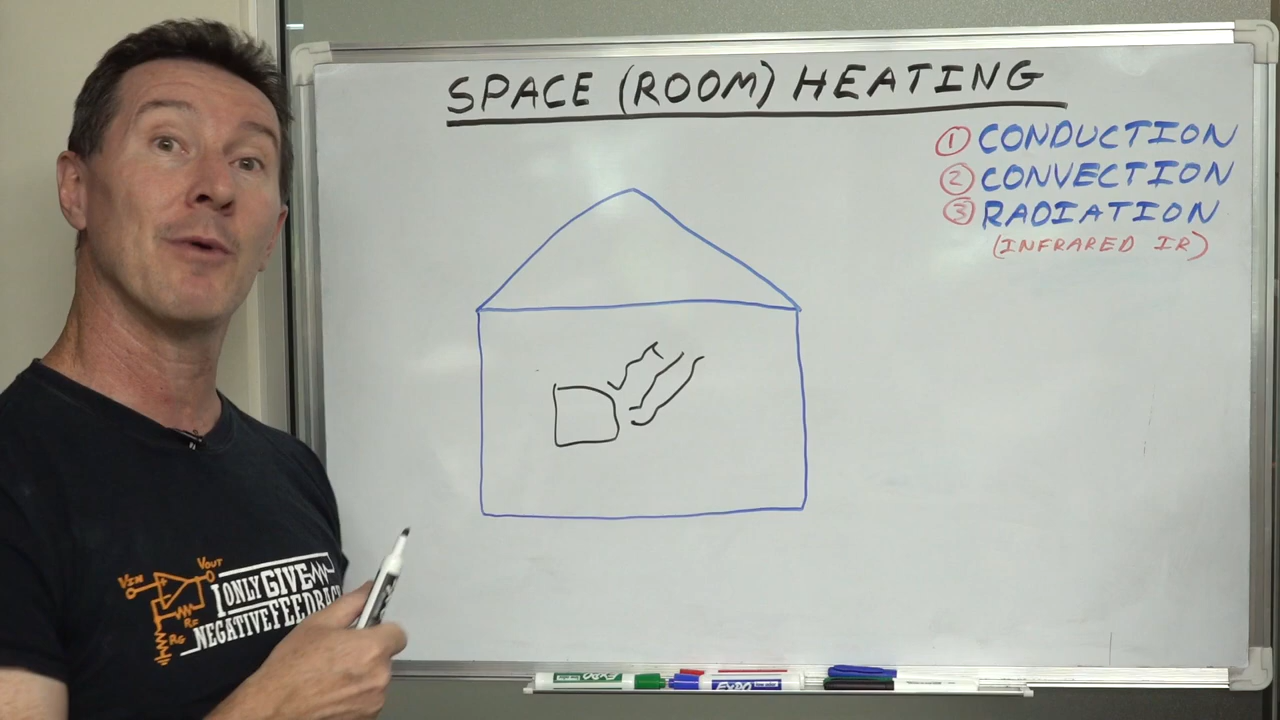 SPACE (ROOM) HEATING
1 CONDUCTION
2 CONVECTION
3 RADIATION
(INFRARED IR)
VIN
VOUT
+
-
RF
RG
I ONLY GIVE
NEGATIVE FEEDBACK
EXPO
EXPO